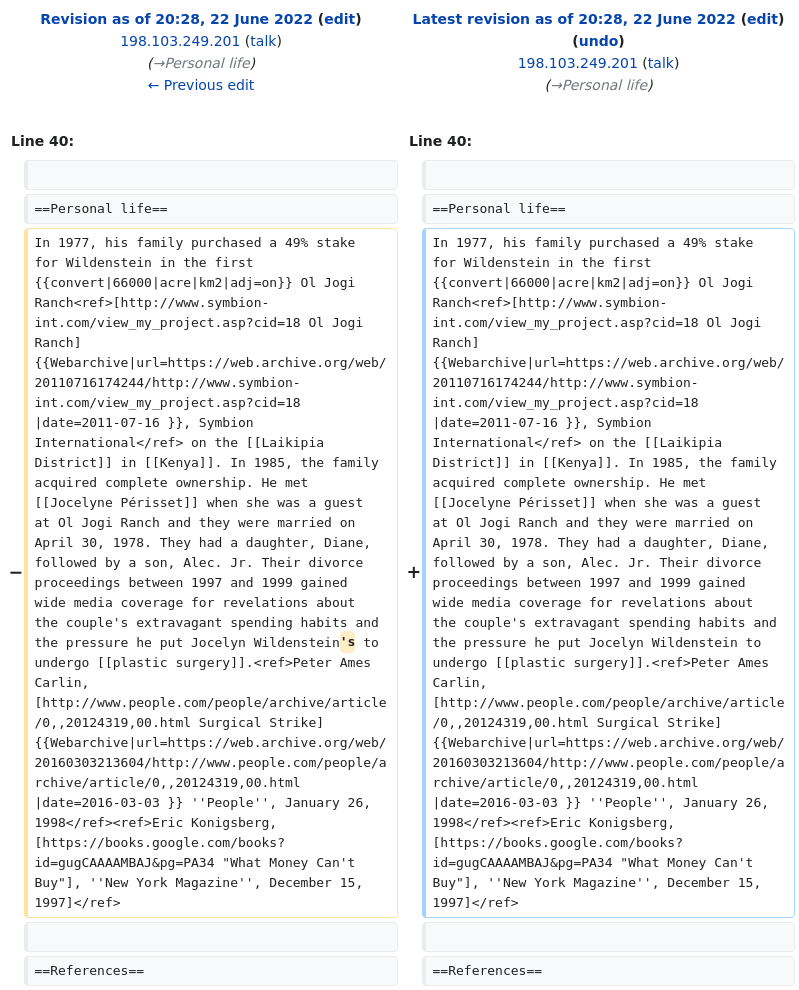 Revision as of 20:28, 22 June 2022 (edit)
198.103.249.201 (talk)
(→Personal life)
← Previous edit
Latest revision as of 20:28, 22 June 2022 (edit)
(undo)
198.103.249.201 (talk)
(→Personal life)
Line 40:
Line 40:
==Personal life==
==Personal life==
−
In 1977, his family purchased a 49% stake
for Wildenstein in the first
{{convert|66000|acre|km2|adj=on}} Ol Jogi
Ranch<ref>[http://www.symbion-
int.com/view_my_project.asp?cid=18 Ol Jogi
Ranch]
{{Webarchive|url=https://web.archive.org/web/
20110716174244/http://www.symbion-
int.com/view_my_project.asp?cid=18
|date=2011-07-16 }}, Symbion
International</ref> on the [[Laikipia
District]] in [[Kenya]]. In 1985, the family
acquired complete ownership. He met
[[Jocelyne Périsset]] when she was a guest
at Ol Jogi Ranch and they were married on
April 30, 1978. They had a daughter, Diane,
followed by a son, Alec. Jr. Their divorce
proceedings between 1997 and 1999 gained
wide media coverage for revelations about
the couple's extravagant spending habits and
the pressure he put Jocelyn Wildenstein's to
undergo [[plastic surgery]].<ref>Peter Ames
Carlin,
[http://www.people.com/people/archive/article
/0,,20124319,00.html Surgical Strike]
{{Webarchive|url=https://web.archive.org/web/
20160303213604/http://www.people.com/people/a
rchive/article/0,,20124319,00.html
|date=2016-03-03 }} ''People'', January 26,
1998</ref><ref>Eric Konigsberg,
[https://books.google.com/books?
id=gugCAAAAMBAJ&pg=PA34 "What Money Can't
Buy"], ''New York Magazine'', December 15,
1997]</ref>
+
In 1977, his family purchased a 49% stake
for Wildenstein in the first
{{convert|66000|acre|km2|adj=on}} Ol Jogi
Ranch<ref>[http://www.symbion-
int.com/view_my_project.asp?cid=18 Ol Jogi
Ranch]
{{Webarchive|url=https://web.archive.org/web/
20110716174244/http://www.symbion-
int.com/view_my_project.asp?cid=18
|date=2011-07-16 }}, Symbion
International</ref> on the [[Laikipia
District]] in [[Kenya]]. In 1985, the family
acquired complete ownership. He met
[[Jocelyne Périsset]] when she was a guest
at Ol Jogi Ranch and they were married on
April 30, 1978. They had a daughter, Diane,
followed by a son, Alec. Jr. Their divorce
proceedings between 1997 and 1999 gained
wide media coverage for revelations about
the couple's extravagant spending habits and
the pressure he put Jocelyn Wildenstein to
undergo [[plastic surgery]].<ref>Peter Ames
Carlin,
[http://www.people.com/people/archive/article
/0,,20124319,00.html Surgical Strike]
{{Webarchive|url=https://web.archive.org/web/
20160303213604/http://www.people.com/people/a
rchive/article/0,,20124319,00.html
|date=2016-03-03 }} ''People'', January 26,
1998</ref><ref>Eric Konigsberg,
[https://books.google.com/books?
id=gugCAAAAMBAJ&pg=PA34 "What Money Can't
Buy"], ''New York Magazine'', December 15,
1997]</ref>
==References==
==References==